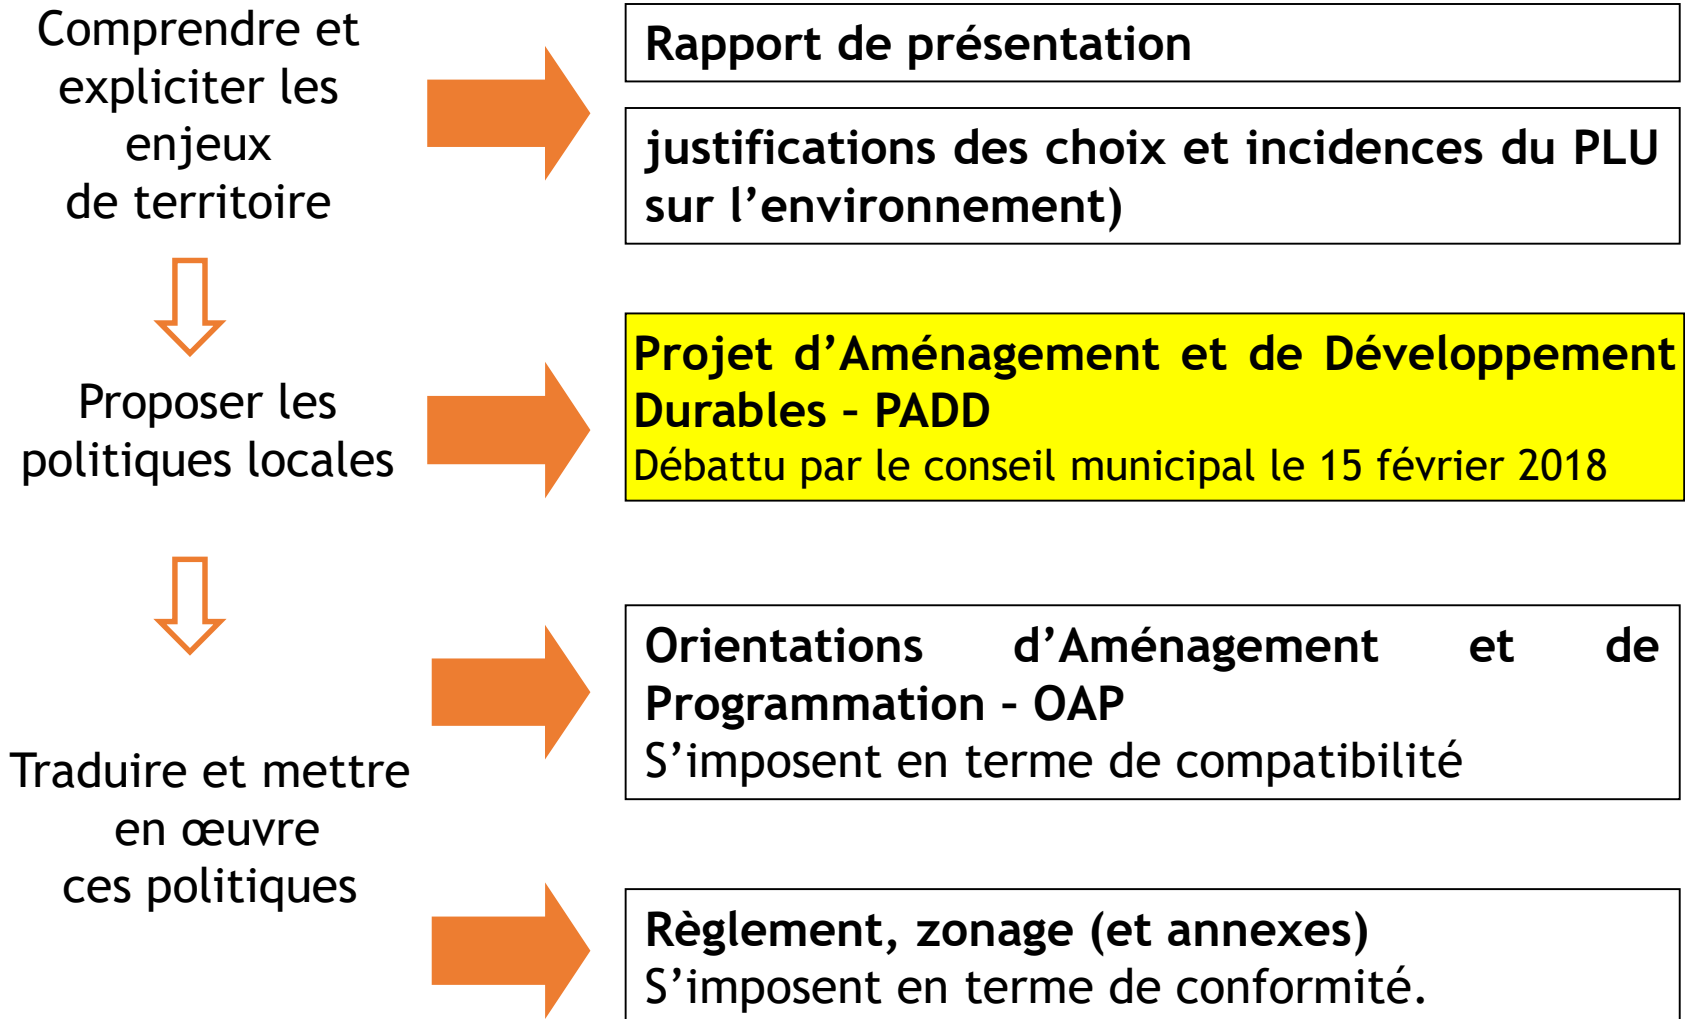 Comprendre et
expliciter les
enjeux
de territoire
Rapport de présentation
justifications des choix et incidences du PLU
sur l’environnement)
Proposer les
politiques locales
Projet d’Aménagement et de Développement
Durables – PADD
Débattu par le conseil municipal le 15 février 2018
Traduire et mettre
en œuvre
ces politiques
Orientations d’Aménagement et de
Programmation – OAP
S’imposent en terme de compatibilité
Règlement, zonage (et annexes)
S’imposent en terme de conformité.